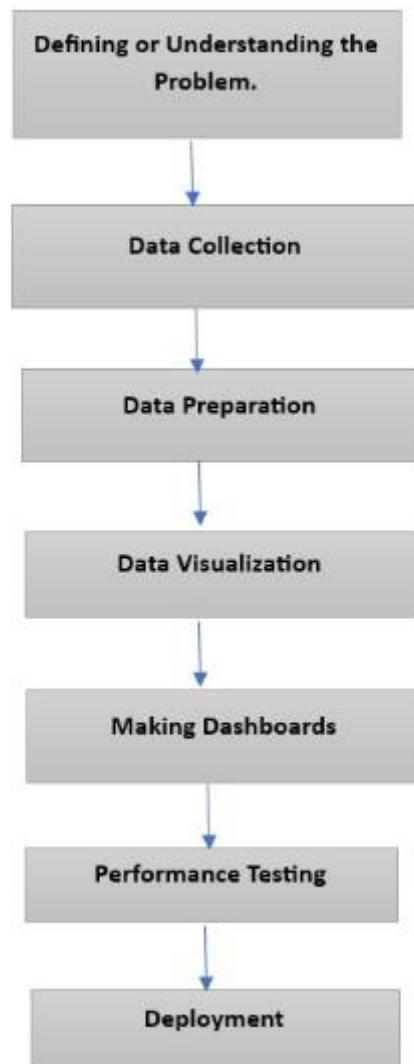 Defining or Understanding the
Problem.
Data Collection
Data Preparation
Data Visualization
Making Dashboards
Performance Testing
Deployment